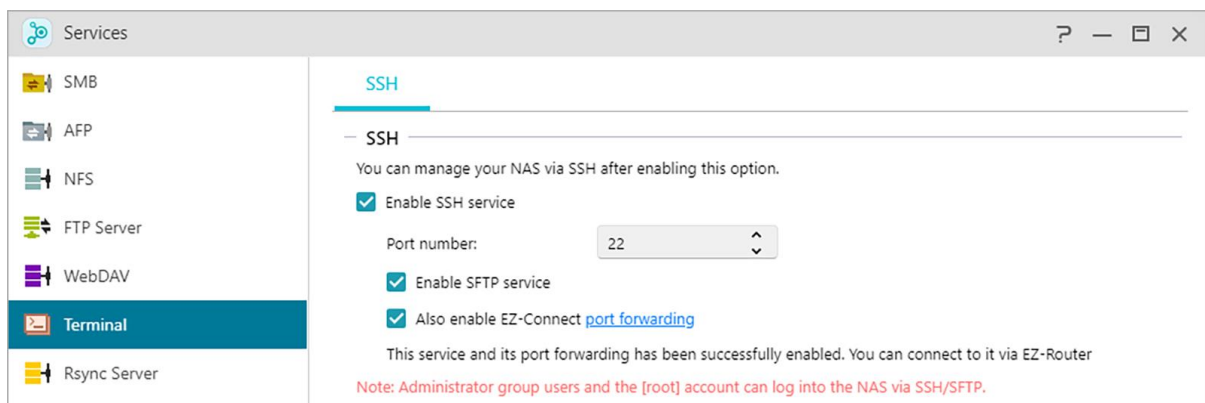 Services
SMB
AFP
NFS
FTP Server
WebDAV
Terminal
Rsync Server
SSH
SSH
You can manage your NAS via SSH after enabling this option.
Enable SSH service
Port number:
22
Enable SFTP service
Also enable EZ-Connect port forwarding
This service and its port forwarding has been successfully enabled. You can connect to it via EZ-Router
Note: Administrator group users and the [root] account can log into the NAS via SSH/SFTP.